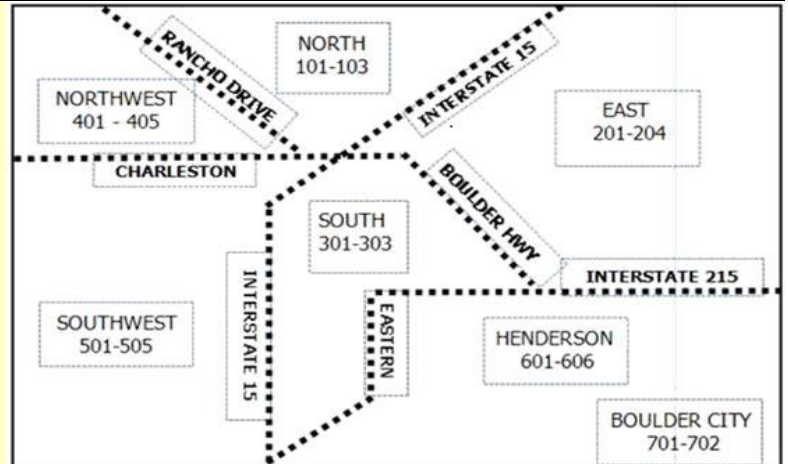 RANCHO DRIVE
NORTH
101-103
INTERSTATE 15
NORTHWEST
401 - 405
EAST
201-204
CHARLESTON
BOULDER HWY
SOUTH
301-303
INTERSTATE 215
INTERSTATE 15
EASTERN
SOUTHWEST
501-505
HENDERSON
601-606
BOULDER CITY
701-702